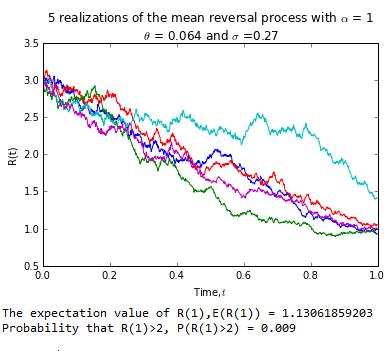 5 realizations of the mean reversal process with α = 1
θ = 0.064 and σ =0.27
3.5
3.0
2.5
2.0
1.5
1.0
0.5
R(t)
0.0 0.2 0.4 0.6 0.8 1.0
Time,t
The expectation value of R(1),E(R(1)) = 1.13061859203
Probability that R(1)>2, P(R(1)>2) = 0.009